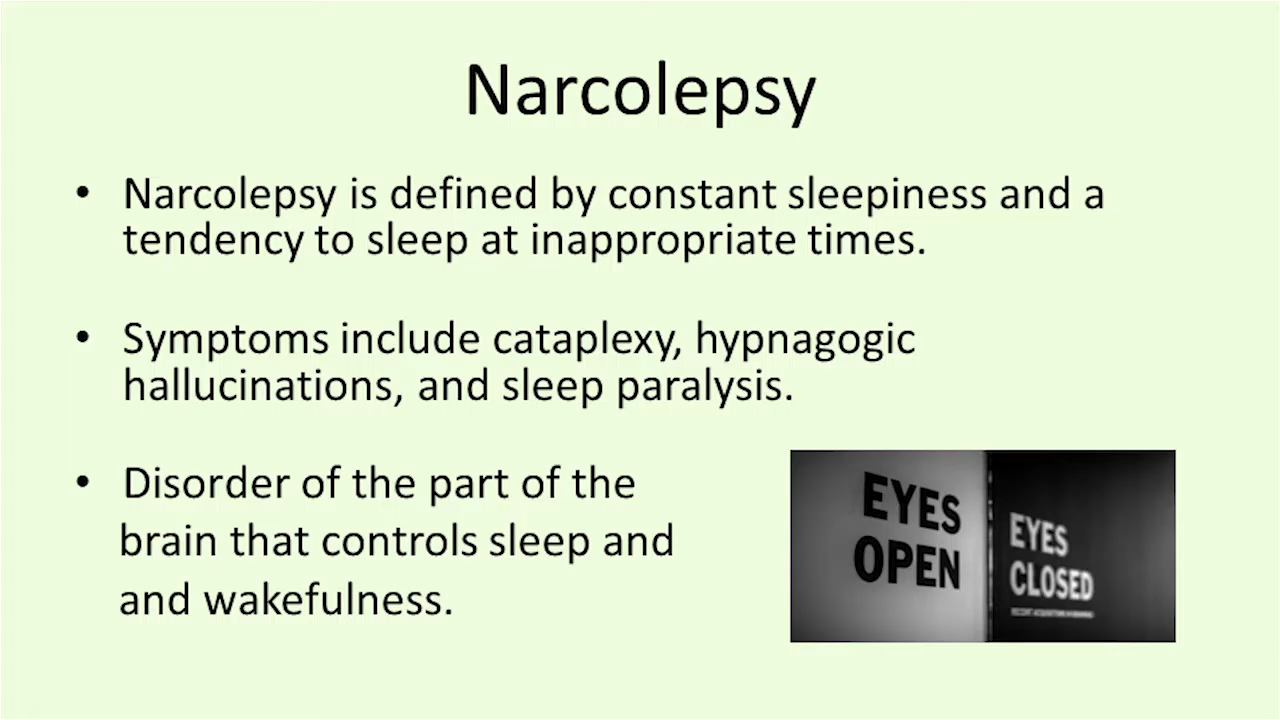 Narcolepsy
• Narcolepsy is defined by constant sleepiness and a
tendency to sleep at inappropriate times.
• Symptoms include cataplexy, hypnagogic
hallucinations, and sleep paralysis.
• Disorder of the part of the
brain that controls sleep and
and wakefulness.
EYES
OPEN
EYES
CLOSED